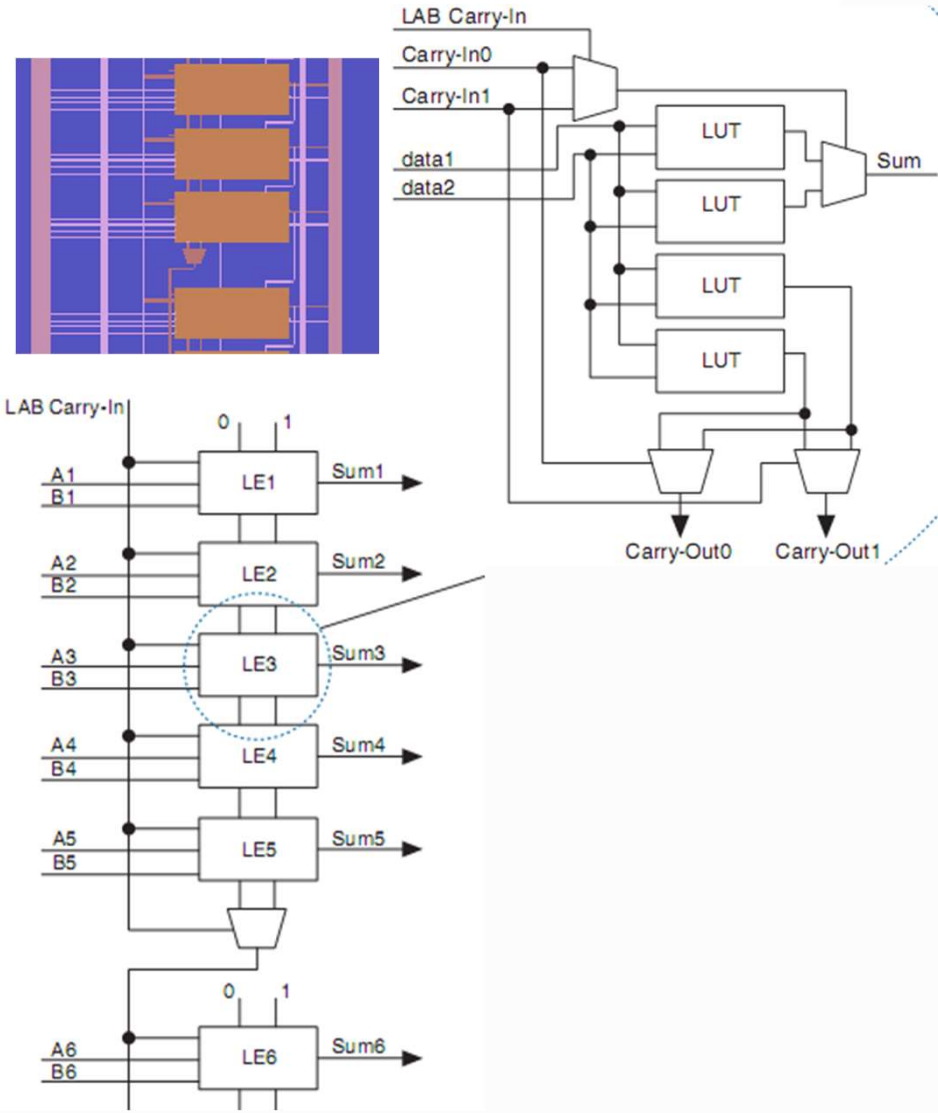 LAB Carry-In
Carry-In0
Carry-In1
data1
data2
LUT
LUT
LUT
LUT
Sum
Carry-Out0 Carry-Out1
LAB Carry-In
0 1
A1
B1
LE1
Sum1
A2
B2
LE2
Sum2
A3
B3
LE3
Sum3
A4
B4
LE4
Sum4
A5
B5
LE5
Sum5
0 1
A6
B6
LE6
Sum6